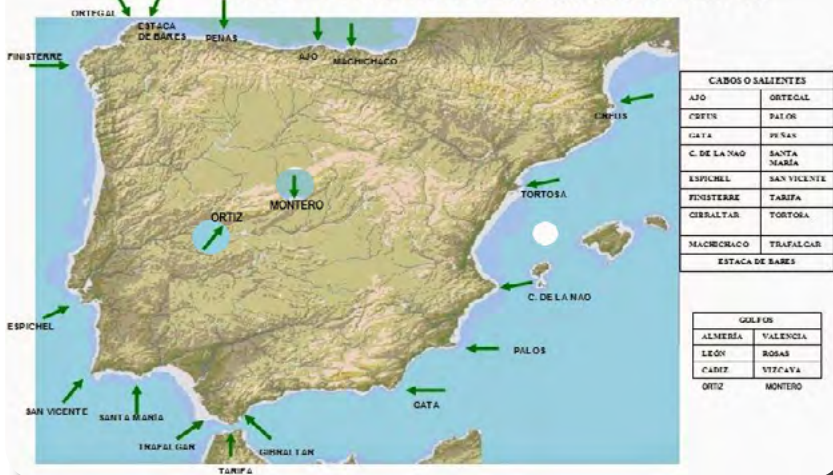 ORTEGAL
ESTACA
DE BARES
PEÑAS
AJO
MACHICHACO
FINISTERRE
CREUS
TORTOSA
MONTERO
ORTIZ
C. DE LA NAO
ESPICHEL
PALOS
GATA
SAN VICENTE
SANTA MARÍA
TRAFALGAR
GIBRALTAR
TARIFA
CABOS O SALIENTES
AJO ORTEGAL
CREUS PALOS
GATA PEÑAS
C. DE LA NAO SANTA
MARÍA
ESPICHEL SAN VICENTE
FINISTERRE TARIFA
GIBRALTAR TORTOSA
MACHICHACO TRAFALGAR
ESTACA DE BARES
GOLFOS
ALMERÍA VALENCIA
LEÓN ROSAS
CADIZ VIZCAYA
ORTIZ MONTERO